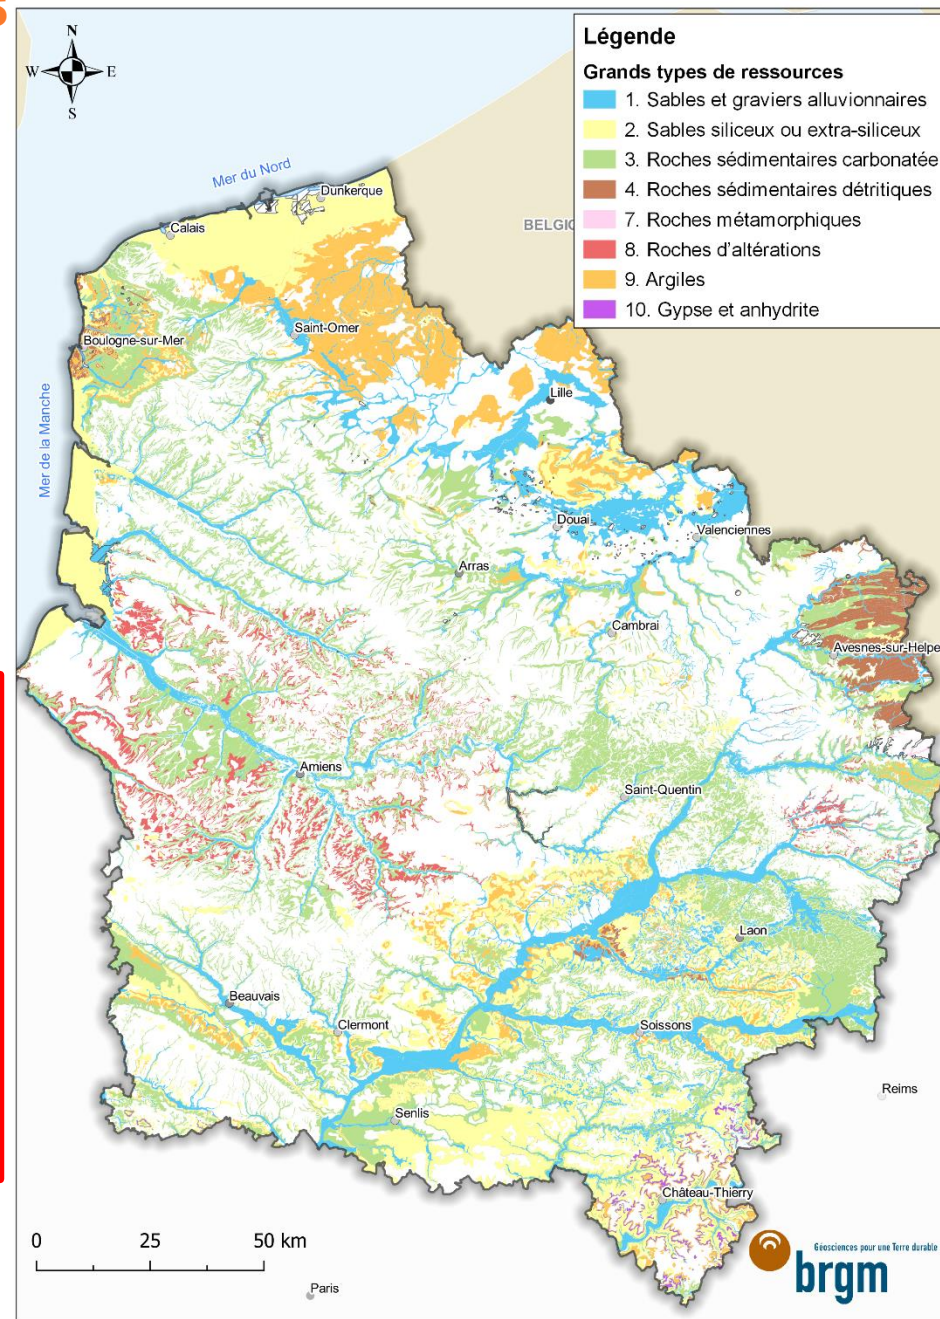 Légende
Grands types de ressources
1. Sables et graviers alluvionnaires
2. Sables siliceux ou extra-siliceux
3. Roches sédimentaires carbonatée
4. Roches sédimentaires détritiques
7. Roches métamorphiques
8. Roches d'altérations
9. Argiles
10. Gypse et anhydrite
N
W E
S
Mer du Nord
Dunkerque
BELGIC
Calais
Saint-Omer
Boulogne-sur-Mer
Mer de la Manche
Lille
Douai
Valenciennes
Arras
Cambrai
Avesnes-sur-Helpe
Amiens
Saint-Quentin
Laon
Beauvais
Clermont
Soissons
Reims
Senlis
Château-Thierry
0 25 50 km
Paris
Géosciences pour une Terre durable
brgm